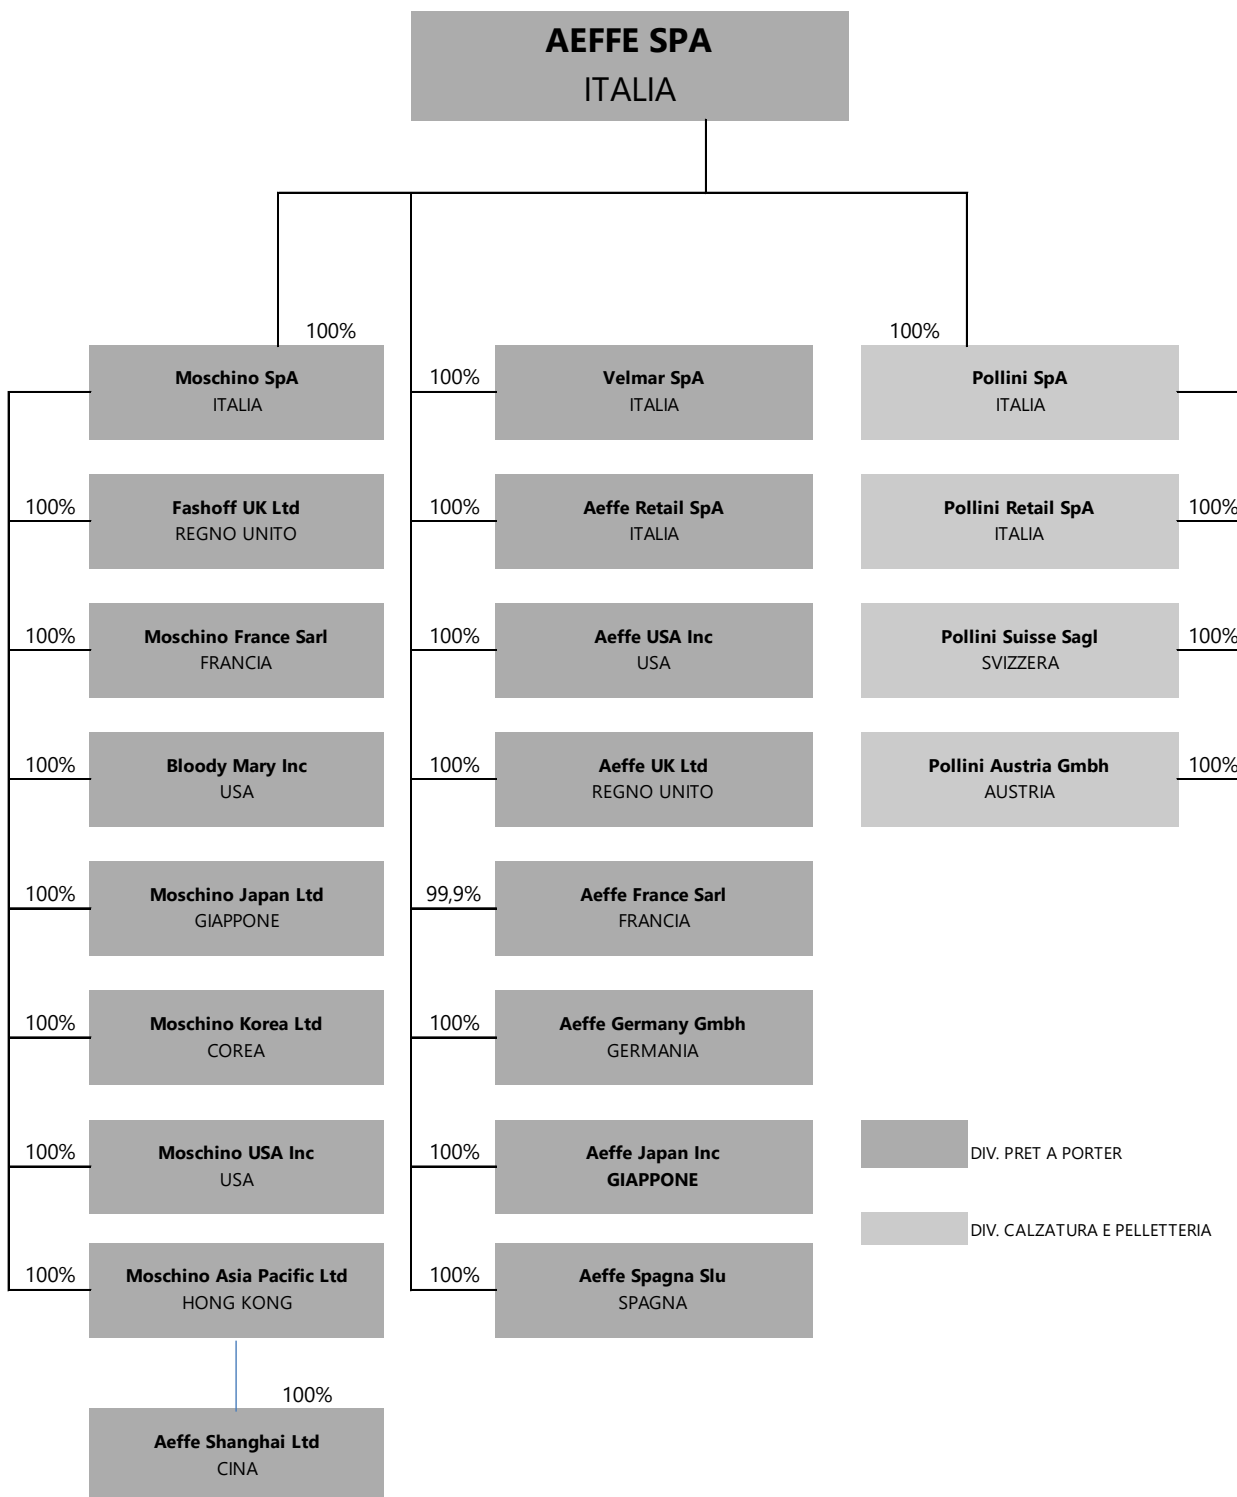 AEFFE SPA
ITALIA
100%
100%
Moschino SpA
ITALIA
100%
Velmar SpA
ITALIA
Pollini SpA
ITALIA
100%
Fashoff UK Ltd
REGNO UNITO
100%
Aeffe Retail SpA
ITALIA
Pollini Retail SpA
ITALIA
100%
100%
Moschino France Sarl
FRANCIA
100%
Aeffe USA Inc
USA
Pollini Suisse Sagl
SVIZZERA
100%
100%
Bloody Mary Inc
USA
100%
Aeffe UK Ltd
REGNO UNITO
Pollini Austria Gmbh
AUSTRIA
100%
100%
Moschino Japan Ltd
GIAPPONE
99,9%
Aeffe France Sarl
FRANCIA
100%
Moschino Korea Ltd
COREA
100%
Aeffe Germany Gmbh
GERMANIA
100%
Moschino USA Inc
USA
100%
Aeffe Japan Inc
GIAPPONE
DIV. PRET A PORTER
DIV. CALZATURA E PELLETTERIA
100%
Moschino Asia Pacific Ltd
HONG KONG
100%
Aeffe Spagna Slu
SPAGNA
100%
Aeffe Shanghai Ltd
CINA